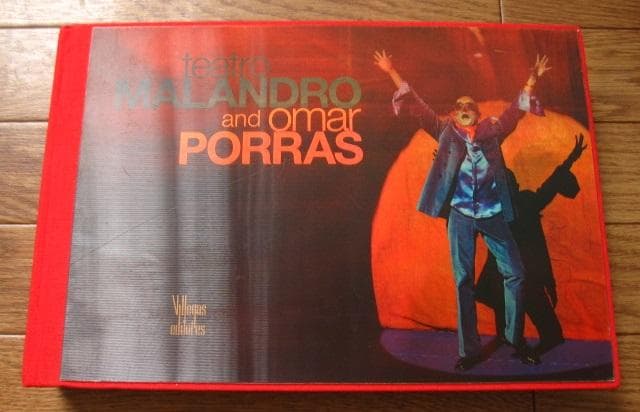 teatro
MALANDRO
and omar
PORRAS
Villegas
editores